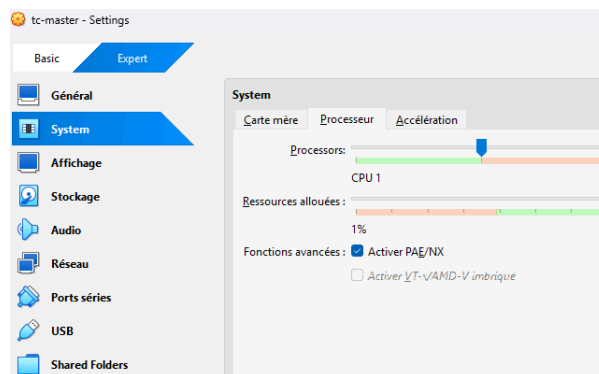 tc-master - Settings
Basic Expert
Général
System
Affichage
Stockage
Audio
Réseau
Ports séries
USB
Shared Folders
System
Carte mère Processeur Accélération
Processors:
CPU 1
Ressources allouées :
1%
Fonctions avancées : Activer PAE/NX
Activer VT-x/AMD-V imbriqué